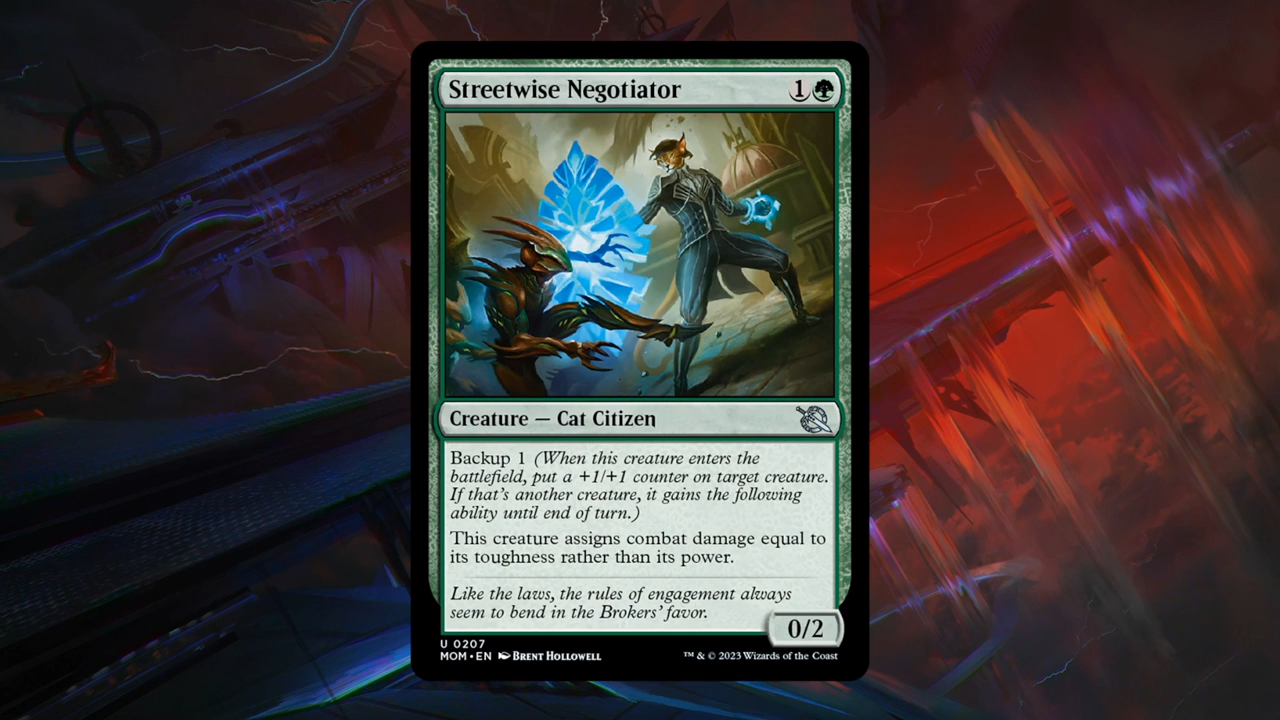 Streetwise Negotiator 1
Creature — Cat Citizen
Backup 1 (When this creature enters the
battlefield, put a +1/+1 counter on target creature.
If that's another creature, it gains the following
ability until end of turn.)
This creature assigns combat damage equal to
its toughness rather than its power.
Like the laws, the rules of engagement always
seem to bend in the Brokers' favor.
0/2
U 0207
MOM • EN Brent Hollowell
™ & © 2023 Wizards of the Coast